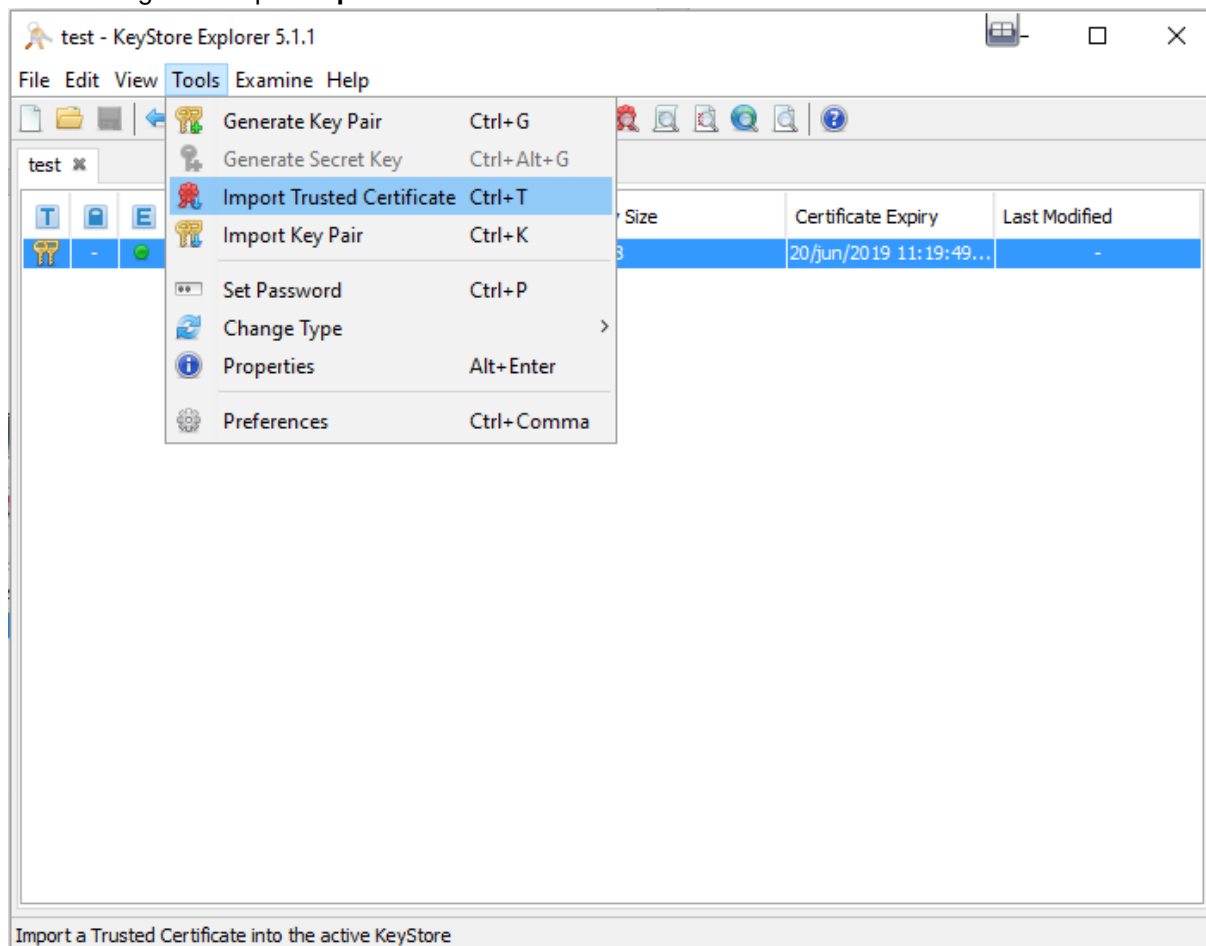 test - KeyStore Explorer 5.1.1
File Edit View Tools Examine Help
Generate Key Pair Ctrl+G
test
Generate Secret Key Ctrl+Alt+G
Import Trusted Certificate Ctrl+T
T E Size Certificate Expiry Last Modified
Import Key Pair Ctrl+K
- 20/jun/2019 11:19:49... -
Set Password Ctrl+P
Change Type
Properties Alt+Enter
Preferences Ctrl+Comma
Import a Trusted Certificate into the active KeyStore